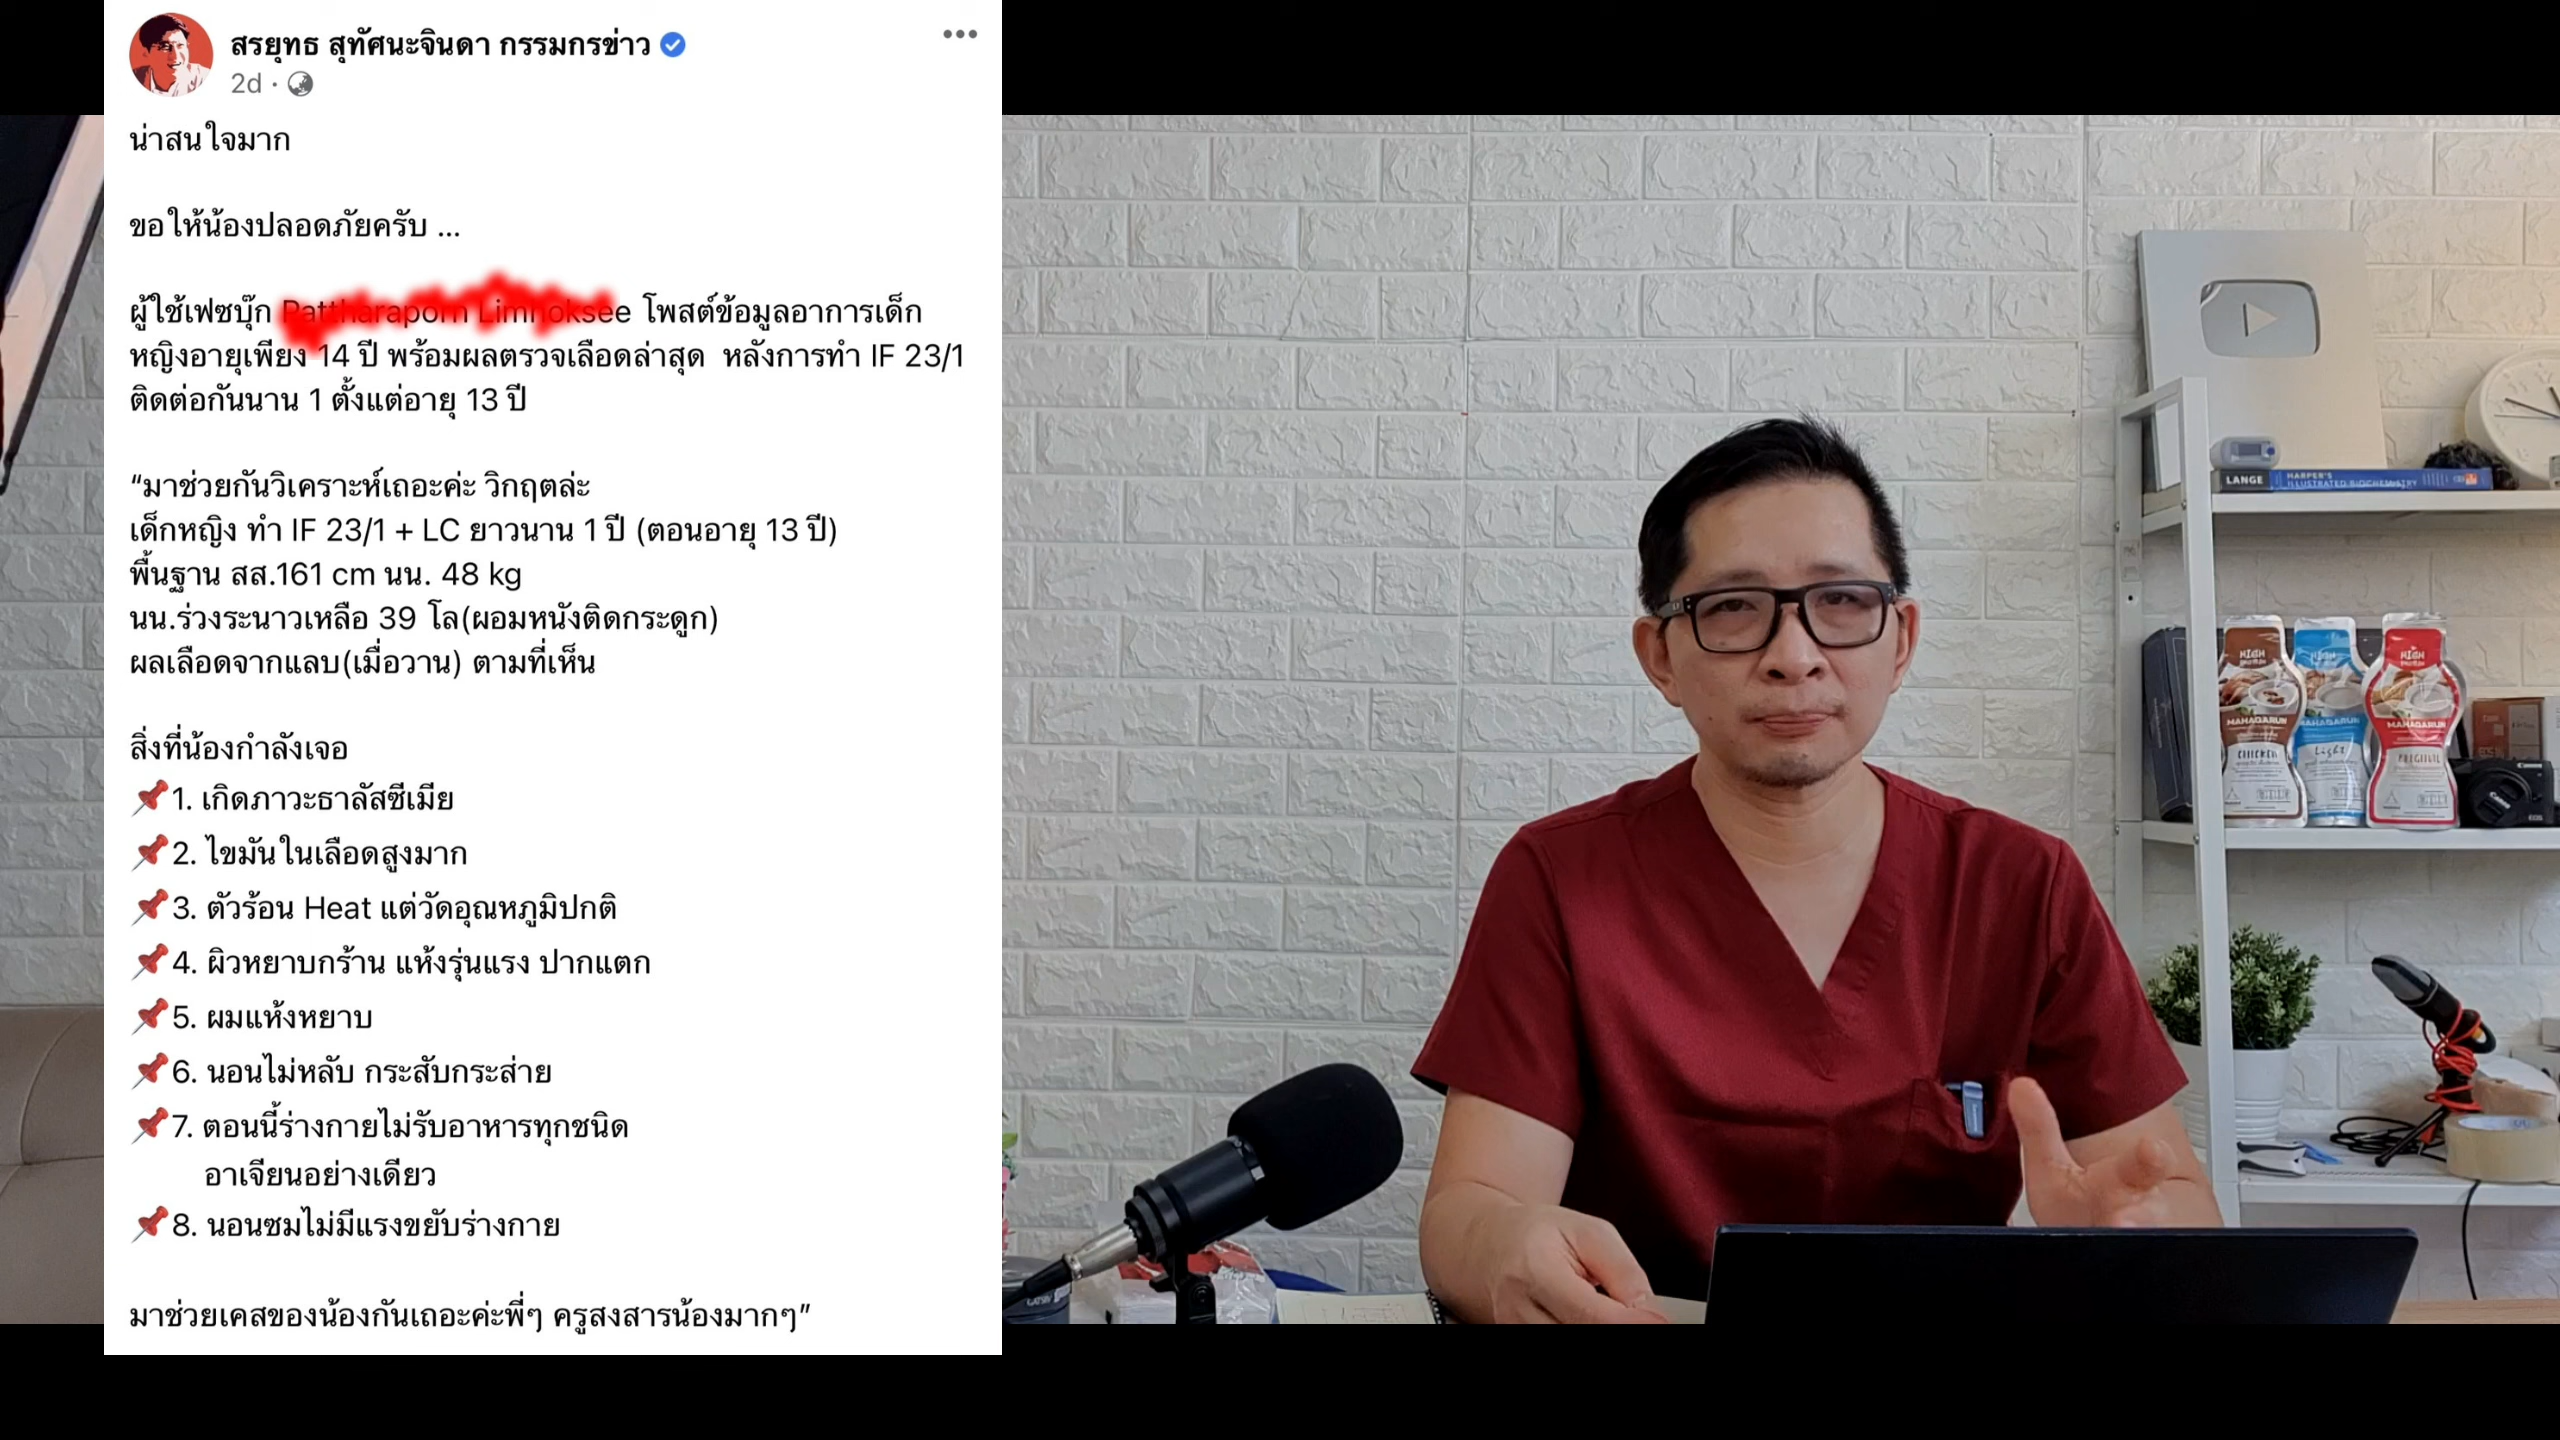 สรยุทธ สุทัศนะจินดา กรรมกรข่าว
2d ·
น่าสนใจมาก
ขอให้น้องปลอดภัยครับ ...
ผู้ใช้เฟซบุ๊ก Pattharaporn Limnoksee โพสต์ข้อมูลอาการเด็ก
หญิงอายุเพียง 14 ปี พร้อมผลตรวจเลือดล่าสุด หลังการทำ IF 23/1
ติดต่อกันนาน 1 ตั้งแต่อายุ 13 ปี
“มาช่วยกันวิเคราะห์เถอะค่ะ วิกฤตล่ะ
เด็กหญิง ทำ IF 23/1 + LC ยาวนาน 1 ปี (ตอนอายุ 13 ปี)
พื้นฐาน สส.161 cm นน. 48 kg
นน.ร่วงระนาวเหลือ 39 โล(ผอมหนังติดกระดูก)
ผลเลือดจากแลบ(เมื่อวาน) ตามที่เห็น
สิ่งที่น้องกำลังเจอ
📌1. เกิดภาวะธาลัสซีเมีย
📌2. ไขมันในเลือดสูงมาก
📌3. ตัวร้อน Heat แต่วัดอุณหภูมิปกติ
📌4. ผิวหยาบกร้าน แห้งรุ่นแรง ปากแตก
📌5. ผมแห้งหยาบ
📌6. นอนไม่หลับ กระสับกระส่าย
📌7. ตอนนี้ร่างกายไม่รับอาหารทุกชนิด
อาเจียนอย่างเดียว
📌8. นอนซมไม่มีแรงขยับร่างกาย
มาช่วยเคสของน้องกันเถอะค่ะพี่ๆ ครูสงสารน้องมากๆ”
LANGE HARPER'S
ILLUSTRATED BIOCHEMISTRY
HIGH HIGH HIGH
MAHADARUN MAHADARUN MAHADARUN
CHICKEN Light ORIGINAL
Canon